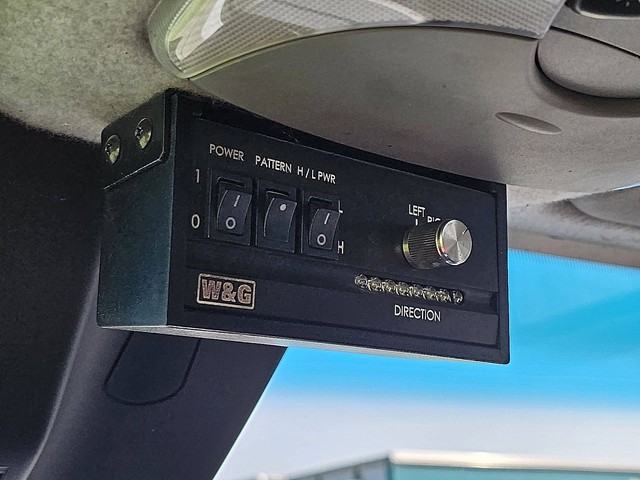 POWER PATTERN H / L PWR
1
0
L
H
LEFT
W&G
DIRECTION